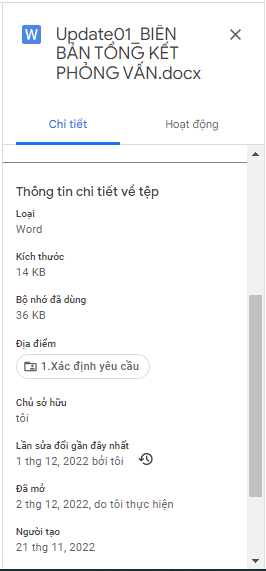 W
Update01_BIÊN
BẢN TỔNG KẾT
PHỎNG VẤN.docx
Chi tiết
Hoạt động
Thông tin chi tiết về tệp
Loại
Word
Kích thước
14 KB
Bộ nhớ đã dùng
36 KB
Địa điểm
1.Xác định yêu cầu
Chủ sở hữu
tôi
Lần sửa đổi gần đây nhất
1 thg 12, 2022 bởi tôi
Đã mở
2 thg 12, 2022, do tôi thực hiện
Người tạo
21 thg 11, 2022